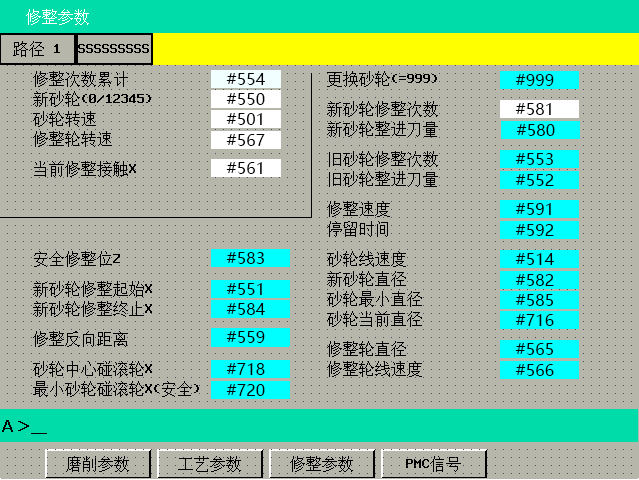 修整参数
路径 1 SSSSSSSSS
修整次数累计 #554
新砂轮(0/12345) #550
砂轮转速 #501
修整轮转速 #567
当前修整接触X #561
安全修整位Z #583
新砂轮修整起始X #551
新砂轮修整终止X #584
修整反向距离 #559
砂轮中心碰滚轮X #718
最小砂轮碰滚轮X(安全) #720
更换砂轮(=999) #999
新砂轮修整次数 #581
新砂轮整进刀量 #580
旧砂轮修整次数 #553
旧砂轮整进刀量 #552
修整速度 #591
停留时间 #592
砂轮线速度 #514
新砂轮直径 #582
砂轮最小直径 #585
砂轮当前直径 #716
修整轮直径 #565
修整轮线速度 #566
A >_
磨削参数 工艺参数 修整参数 PMC信号